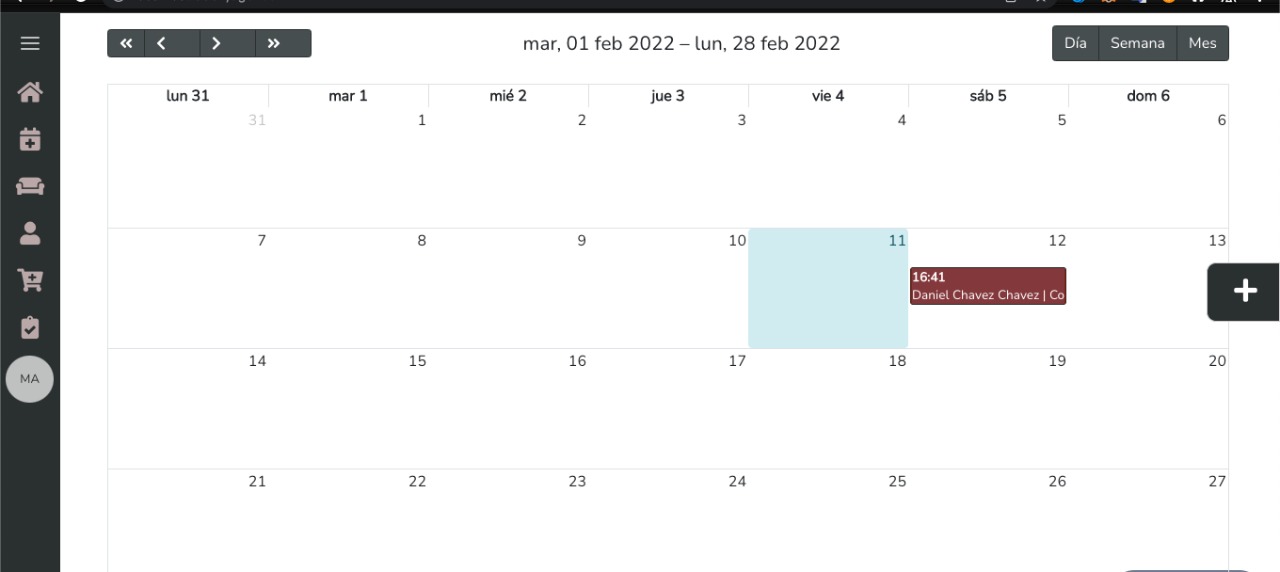 mar, 01 feb 2022 – lun, 28 feb 2022
Día Semana Mes
lun 31 mar 1 mié 2 jue 3 vie 4 sáb 5 dom 6
31 1 2 3 4 5 6
7 8 9 10 11 12 13
16:41
Daniel Chavez Chavez | Co
MA
14 15 16 17 18 19 20
21 22 23 24 25 26 27